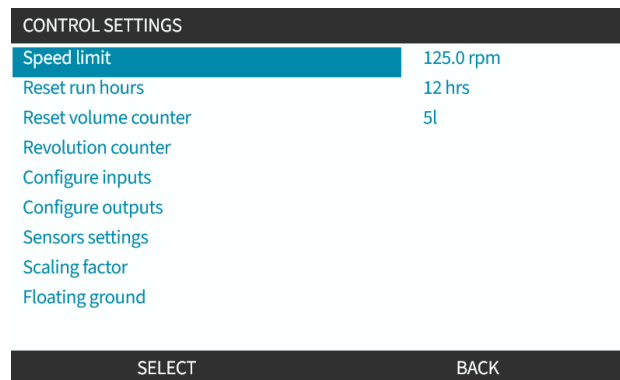 CONTROL SETTINGS
Speed limit 125.0 rpm
Reset run hours 12 hrs
Reset volume counter 5l
Revolution counter
Configure inputs
Configure outputs
Sensors settings
Scaling factor
Floating ground
SELECT BACK